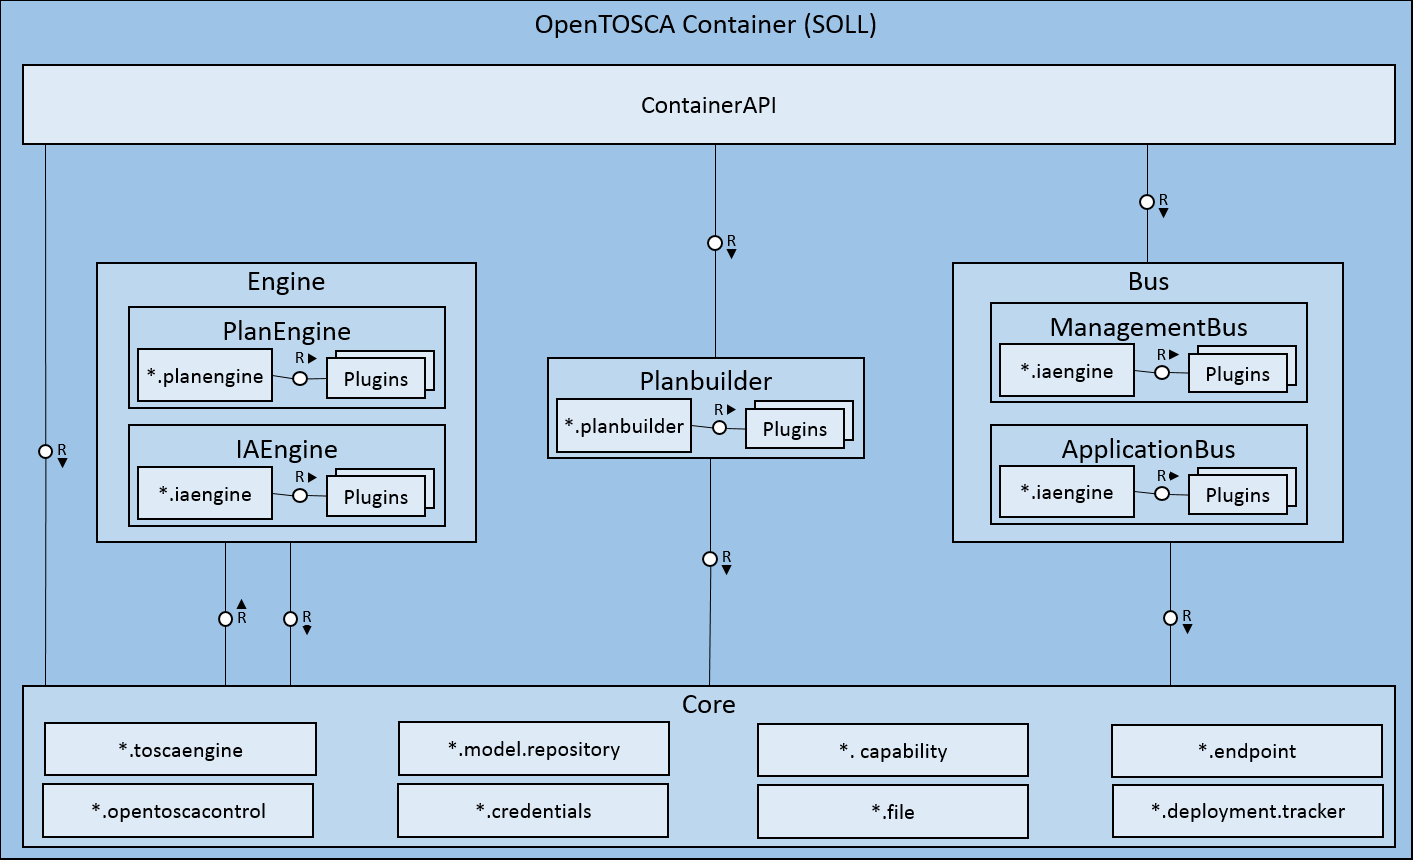 OpenTOSCA Container (SOLL)
ContainerAPI
R
R
Engine
Bus
PlanEngine
*.planengine
R
Plugins
ManagementBus
*.iaengine
R
Plugins
Planbuilder
*.planbuilder
R
Plugins
R
IAEngine
*.iaengine
R
Plugins
ApplicationBus
*.iaengine
R
Plugins
R
R
R
R
Core
*.toscaengine
*.model.repository
*. capability
*.endpoint
*.opentoscacontrol
*.credentials
*.file
*.deployment.tracker